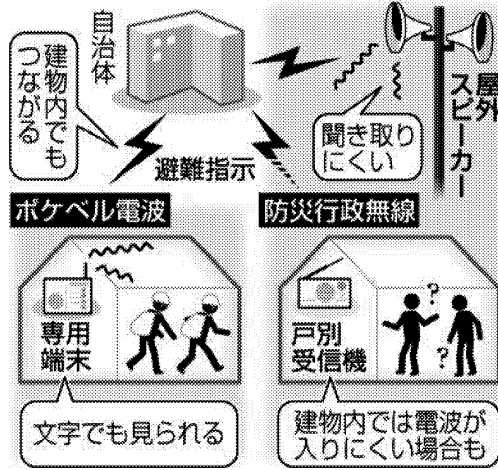 自治体
建物内でも
つながる
屋外
スピーカー
聞き取り
にくい
避難指示
ポケベル電波
防災行政無線
専用
端末
文字でも見られる
戸別
受信機
?
?
建物内では電波が
入りにくい場合も